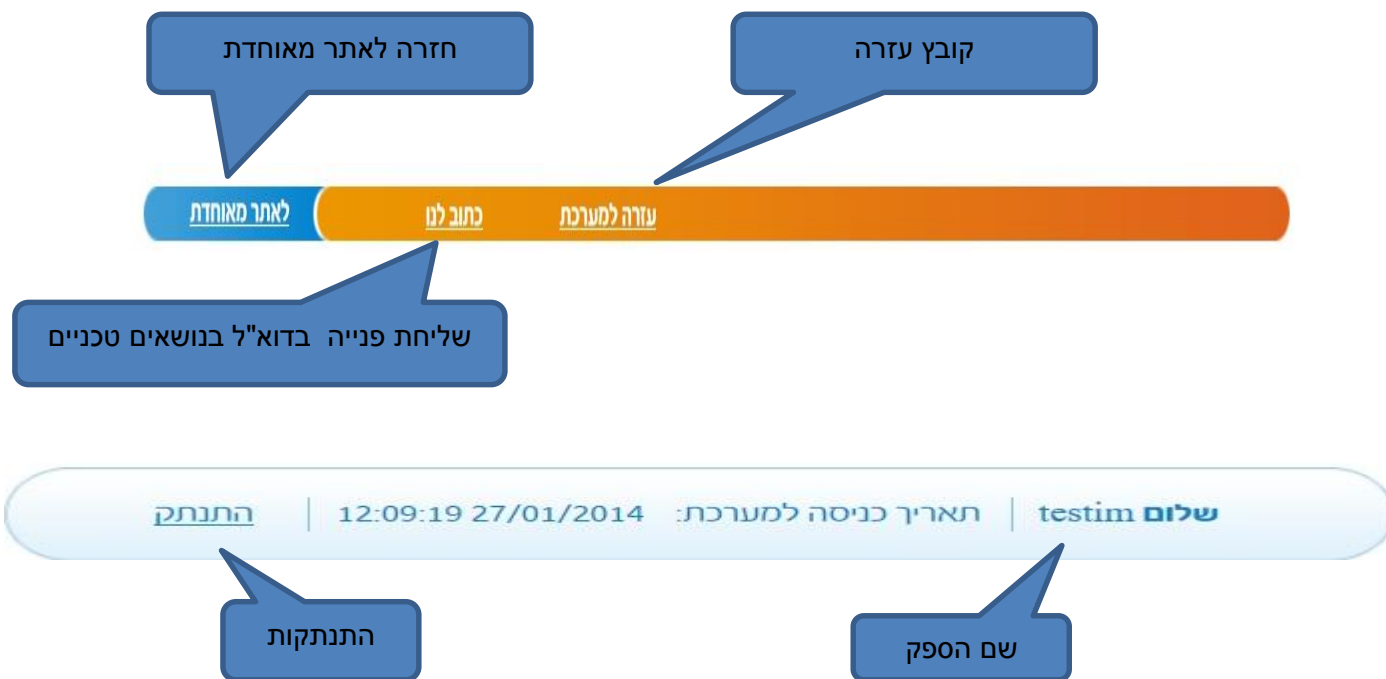 קובץ עזרה
חזרה לאתר מאוחדת
עזרה למערכת כתוב לנו לאתר מאוחדת
שליחת פנייה בדוא"ל בנושאים טכניים
שלום testim | תאריך כניסה למערכת: 27/01/2014 12:09:19 | התנתק
שם הספק
התנתקות